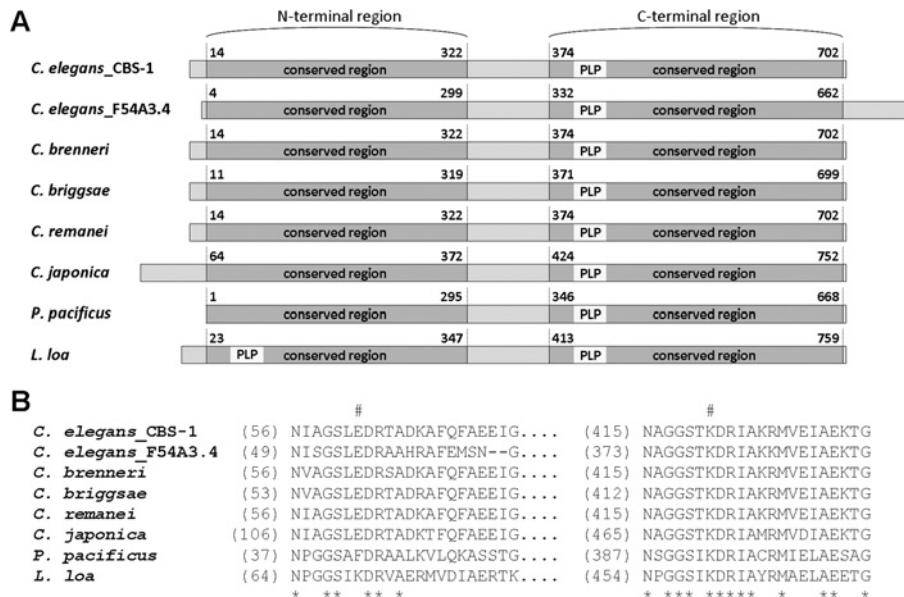 A
N-terminal region C-terminal region
14 322 374 702
C. elegans_CBS-1 conserved region PLP conserved region
4 299 332 662
C. elegans_F54A3.4 conserved region PLP conserved region
14 322 374 702
C. brenneri conserved region PLP conserved region
11 319 371 699
C. briggsae conserved region PLP conserved region
14 322 374 702
C. remanei conserved region PLP conserved region
64 372 424 752
C. japonica conserved region PLP conserved region
1 295 346 668
P. pacificus conserved region PLP conserved region
23 347 413 759
L. loa PLP conserved region PLP conserved region
B
# #
C. elegans_CBS-1 (56) NIAGSLEDRTADKAFQFAEEIG.... (415) NAGGSTKDRIAKRMVEIAEKTG
C. elegans_F54A3.4 (49) NISGSLEDRAAHRAFEMSN--G.... (373) NAGGSTKDRIAKRMVEIAEKTG
C. brenneri (56) NVAGSLEDRSADKAFQFAEEIG.... (415) NAGGSTKDRIAKRMVEIAEKTG
C. briggsae (53) NVAGSLEDRTADRAFQFAEEIG.... (412) NAGGSTKDRIAKRMVEIAEKTG
C. remanei (56) NIAGSLEDRTADKAFQFAEEIG.... (415) NAGGSTKDRIAKRMVEIAEKTG
C. japonica (106) NIAGSLEDRTADKTFQFAEEIG.... (465) NAGGSTKDRIAMRMVDIAEKTG
P. pacificus (37) NPGGSAFDRAALKVLQKASSTG.... (387) NSGGSIKDRIACRMIELAESAG
L. loa (64) NPGGSIKDRVAERMVDIAERTK.... (454) NPGGSIKDRIAYRMAELAEETG
* ** ** * * *** ***** * ** *